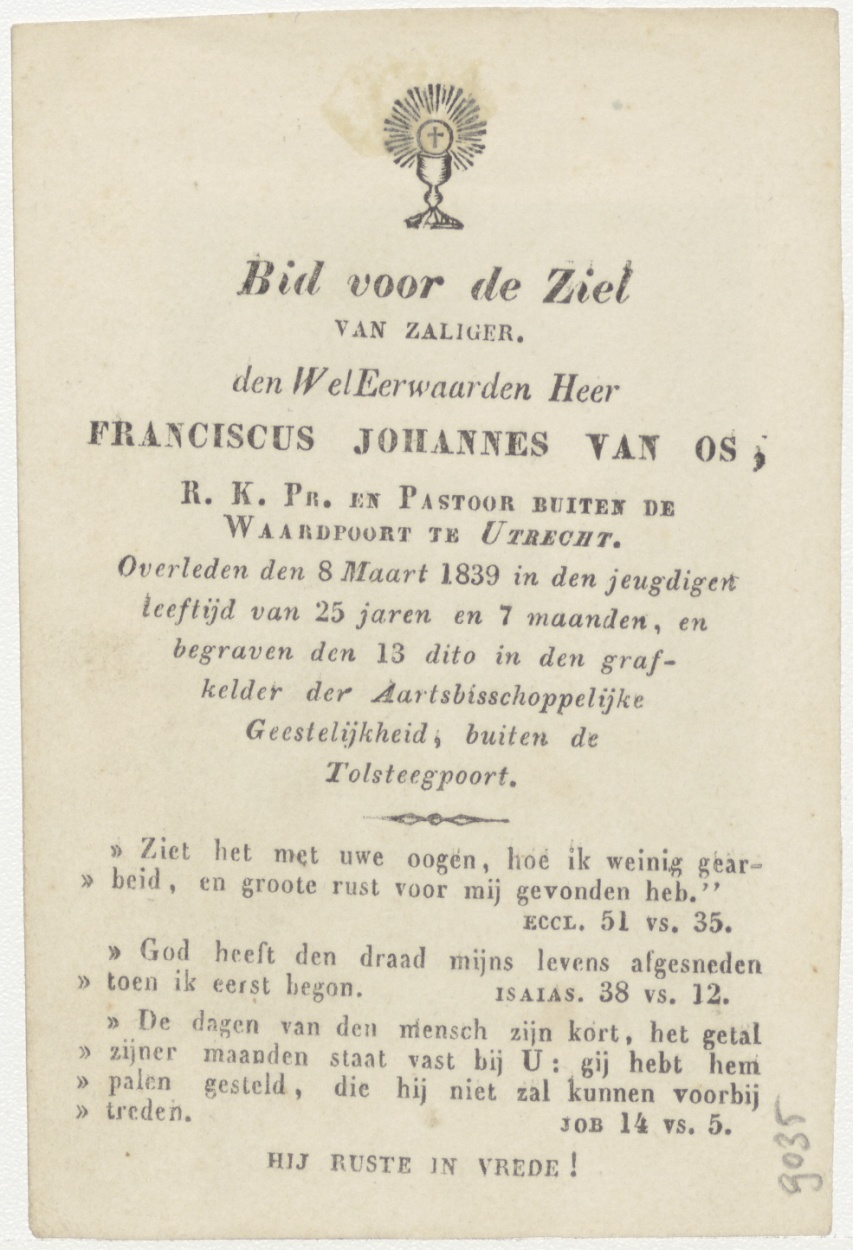 Bid voor de Ziel
VAN ZALIGER.
den WelEerwaarden Heer
FRANCISCUS JOHANNES VAN OS,
R. K. PR. EN PASTOOR BUITEN DE
WAARDPOORT TE UTRECHT.
Overleden den 8 Maart 1839 in den jeugdigen
leeftijd van 25 jaren en 7 maanden, en
begraven den 13 dito in den graf-
kelder der Aartsbisschoppelijke
Geestelijkheid, buiten de
Tolsteegpoort.
» Ziet het met uwe oogen, hoe ik weinig gear-
» beid, en groote rust voor mij gevonden heb.”
ECCL. 51 vs. 35.
» God heeft den draad mijns levens afgesneden
» toen ik eerst begon. ISAIAS. 38 vs. 12.
» De dagen van den mensch zijn kort, het getal
» zijner maanden staat vast bij U: gij hebt hem
» palen gesteld, die hij niet zal kunnen voorbij
» treden. JOB 14 vs. 5.
HIJ RUSTE IN VREDE!
9035